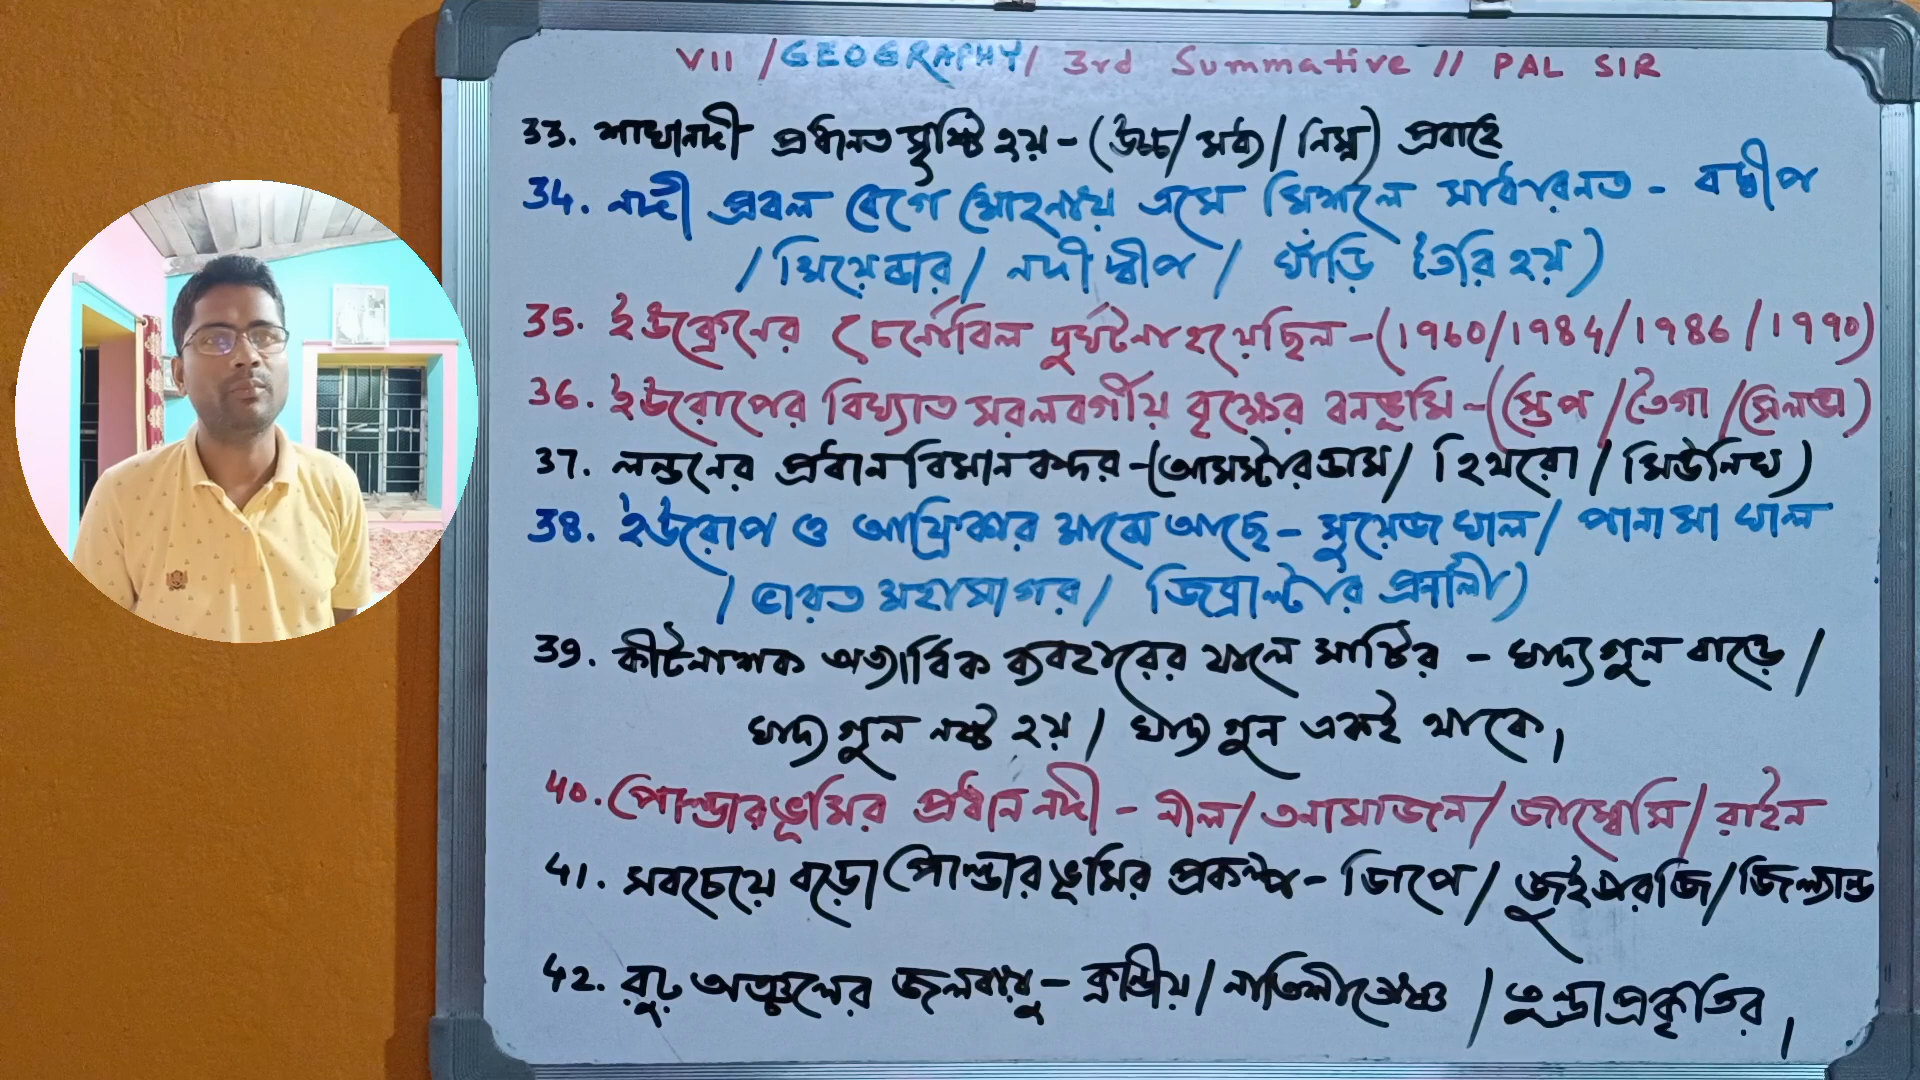 VII / GEOGRAPHY / 3rd Summative // PAL SIR
33. শাখানদী প্রধানত সৃষ্টি হয় - (উচ্চ / মধ্য / নিম্ন) প্রবাহে
34. নদী প্রবল বেগে মোহনায় এসে মিশলে সাধারনত - বদ্বীপ
/ মিয়েন্ডার / নদী দ্বীপ / খাঁড়ি তৈরি হয়)
35. ইউক্রেনের চের্নোবিল দুর্ঘটনা হয়েছিল - (1960/1984/1986/1990)
36. ইউরোপের বিখ্যাত সরলবর্গীয় বৃক্ষের বনভূমি - (স্তেপ / তৈগা / সেলভা)
37. লন্ডনের প্রধান বিমান বন্দর - (আমস্টারডাম / হিথরো / মিউনিখ)
38. ইউরোপ ও আফ্রিকার মাঝে আছে - সুয়েজ খাল / পানামা খাল
/ ভারত মহাসাগর / জিব্রাল্টার প্রণালী)
39. কীটনাশক অত্যধিক ব্যবহারের ফলে মাটির - খাদ্যগুন বাড়ে /
খাদ্যগুন নষ্ট হয় / খাদ্যগুন একই থাকে।
40. পোল্ডারভূমির প্রধান নদী - নীল / আমাজন / জাম্বেসি / রাইন
41. সবচেয়ে বড়ো পোল্ডারভূমির প্রকল্প - ডিপে / জুইডারজি / জিল্যান্ড
42. রূঢ় অঞ্চলের জলবায়ু - ক্রান্তীয় / নাতিশীতোষ্ণ / তুন্দ্রা প্রকৃতির।